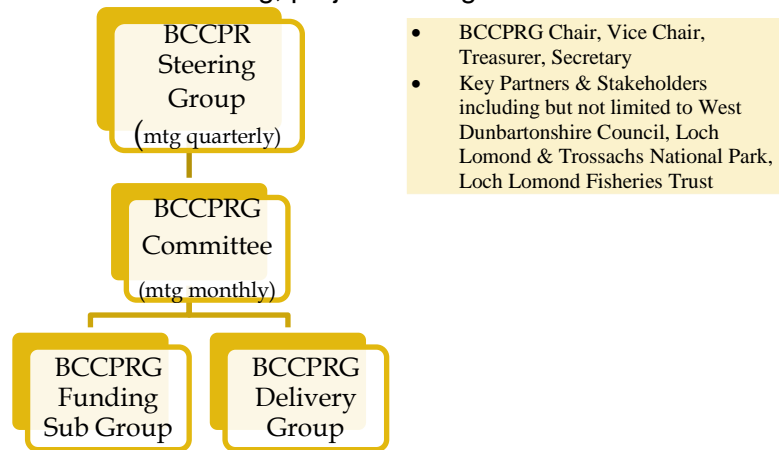 BCCPR
Steering
Group
(mtg quarterly)
• BCCPRG Chair, Vice Chair,
Treasurer, Secretary
• Key Partners & Stakeholders
including but not limited to West
Dunbartonshire Council, Loch
Lomond & Trossachs National Park,
Loch Lomond Fisheries Trust
BCCPRG
Committee
(mtg monthly)
BCCPRG
Funding
Sub Group
BCCPRG
Delivery
Group